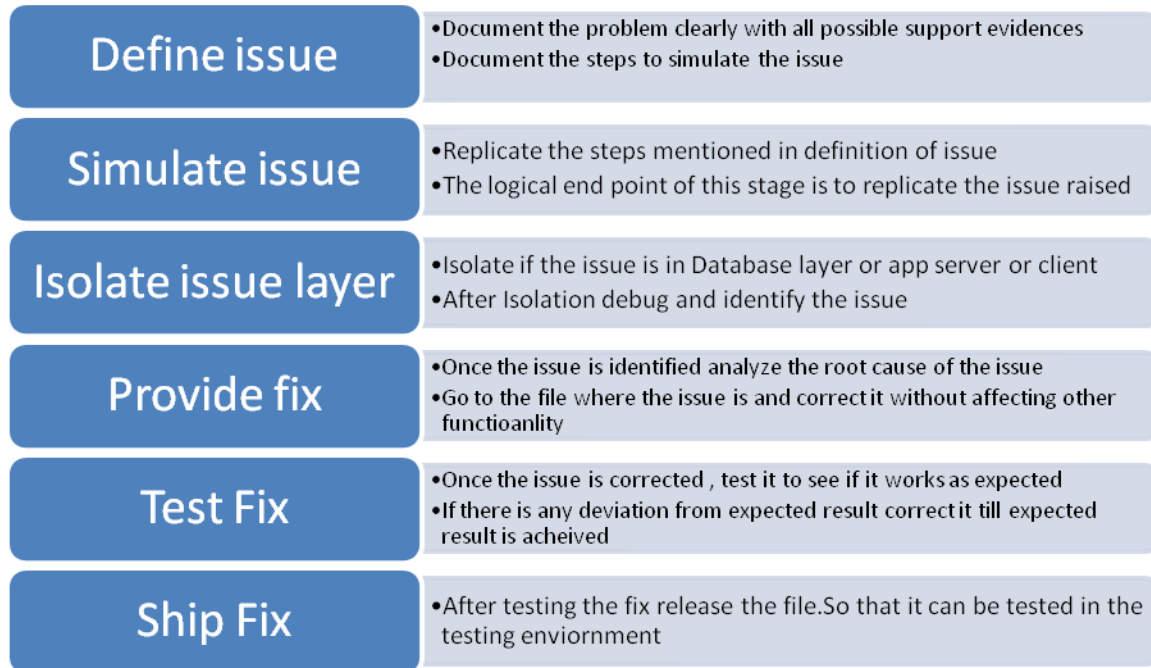 Define issue
•Document the problem clearly with all possible support evidences
•Document the steps to simulate the issue
Simulate issue
•Replicate the steps mentioned in definition of issue
•The logical end point of this stage is to replicate the issue raised
Isolate issue layer
•Isolate if the issue is in Database layer or app server or client
•After Isolation debug and identify the issue
Provide fix
•Once the issue is identified analyze the root cause of the issue
•Go to the file where the issue is and correct it without affecting other
functioanlity
Test Fix
•Once the issue is corrected , test it to see if it works as expected
•If there is any deviation from expected result correct it till expected
result is acheived
Ship Fix
•After testing the fix release the file.So that it can be tested in the
testing enviornment